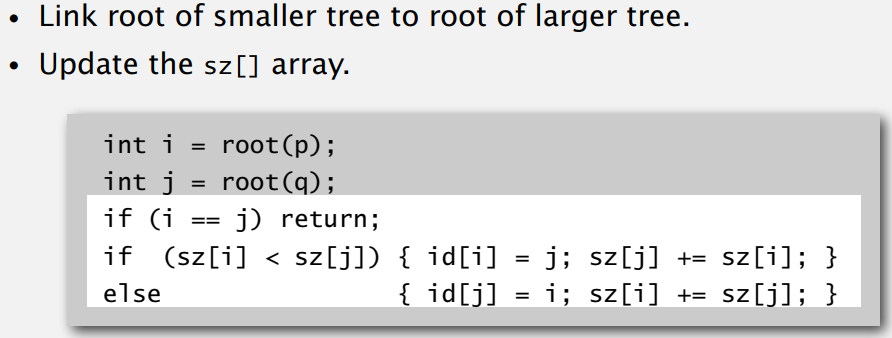 • Link root of smaller tree to root of larger tree.
• Update the sz[] array.
int i = root(p);
int j = root(q);
if (i == j) return;
if  (sz[i] < sz[j]) { id[i] = j; sz[j] += sz[i]; }
else                { id[j] = i; sz[i] += sz[j]; }